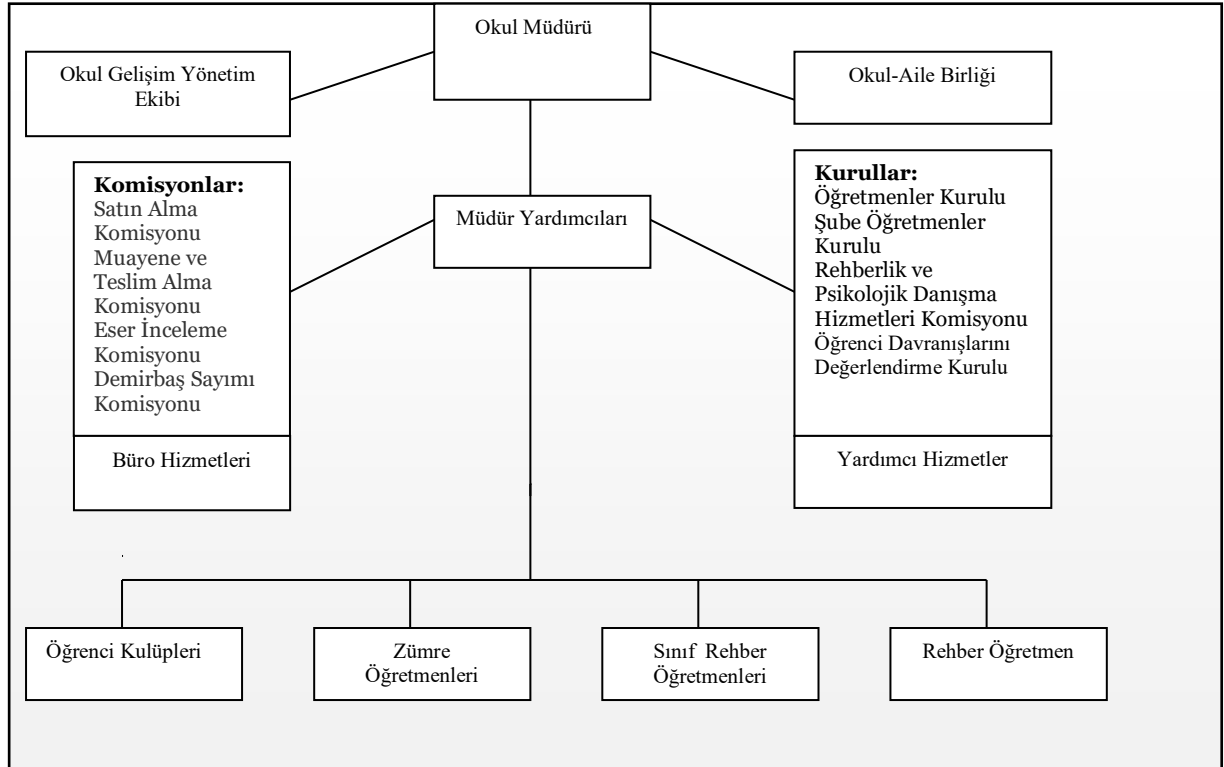 Okul Müdürü
Okul Gelişim Yönetim
Ekibi
Okul-Aile Birliği
Komisyonlar:
Satın Alma
Komisyonu
Muayene ve
Teslim Alma
Komisyonu
Eser İnceleme
Komisyonu
Demirbaş Sayımı
Komisyonu
Büro Hizmetleri
Müdür Yardımcıları
Kurullar:
Öğretmenler Kurulu
Şube Öğretmenler
Kurulu
Rehberlik ve
Psikolojik Danışma
Hizmetleri Komisyonu
Öğrenci Davranışlarını
Değerlendirme Kurulu
Yardımcı Hizmetler
Öğrenci Kulüpleri
Zümre
Öğretmenleri
Sınıf Rehber
Öğretmenleri
Rehber Öğretmen